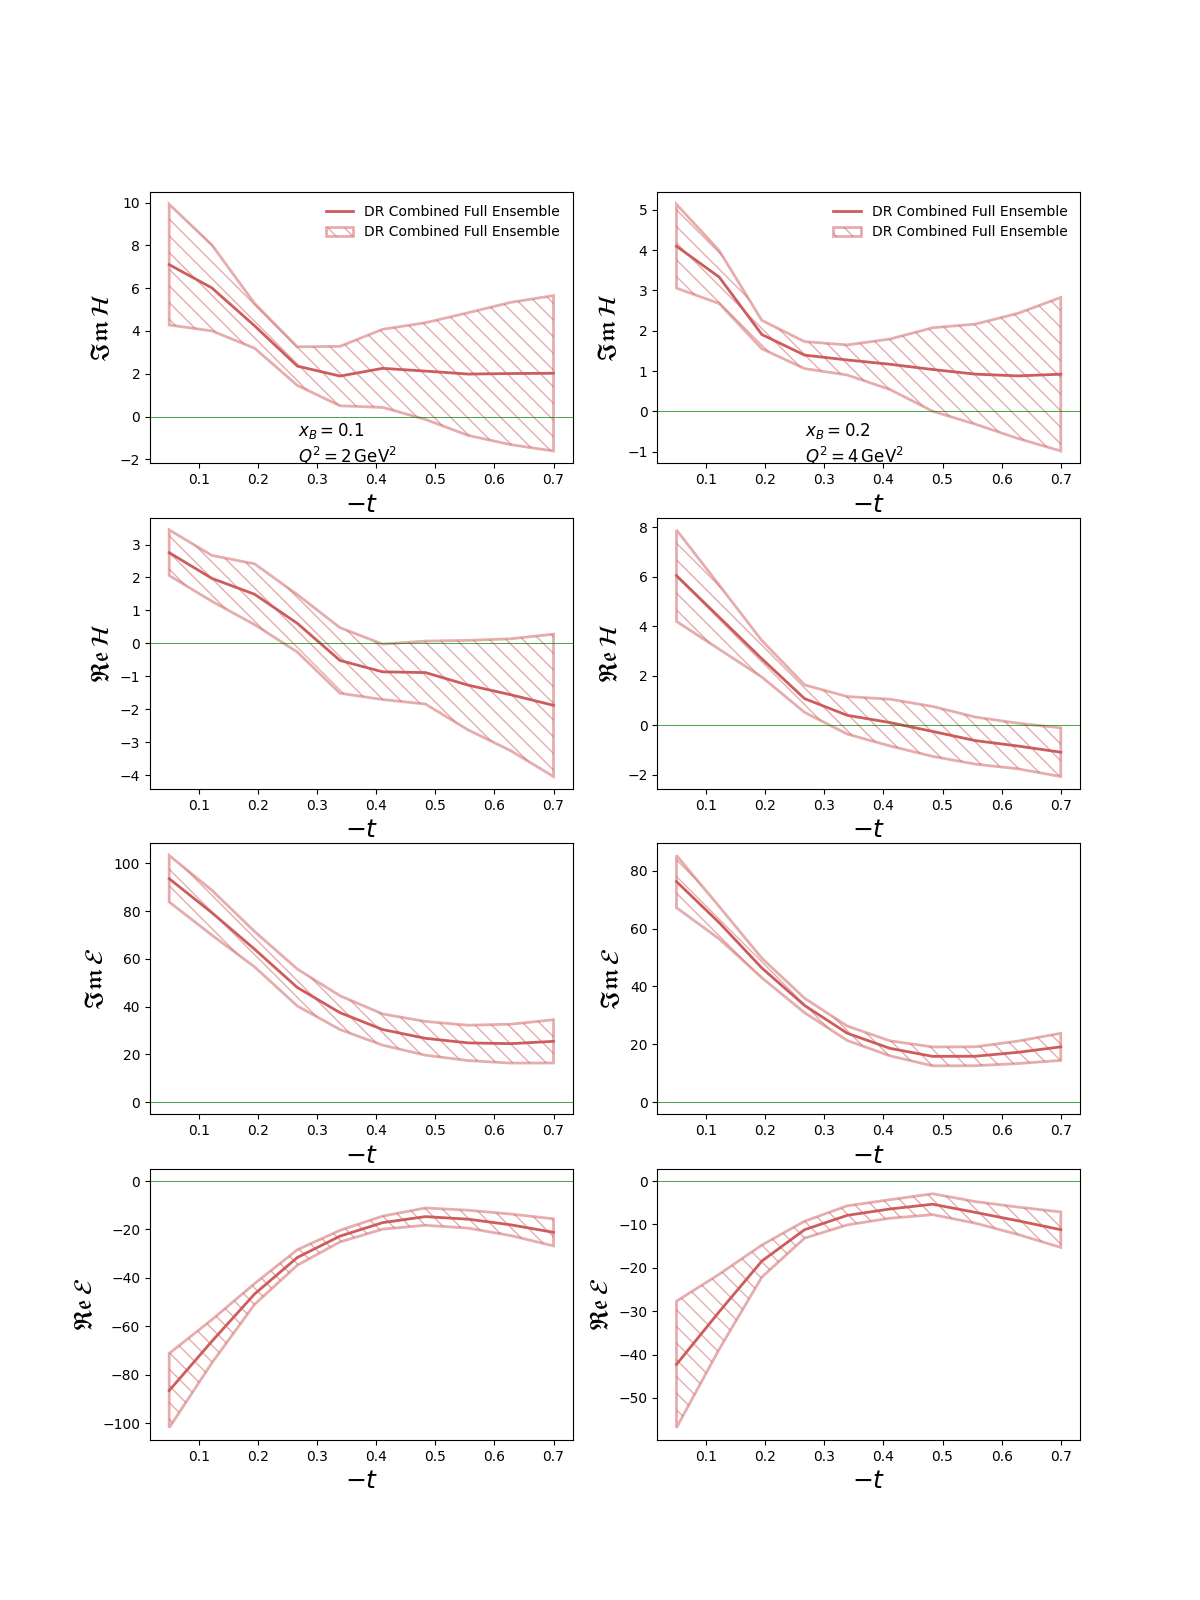 10
8
6
4
2
0
−2
ℑ𝔪 ℋ
DR Combined Full Ensemble
DR Combined Full Ensemble
x_B = 0.1
Q² = 2 GeV²
0.1 0.2 0.3 0.4 0.5 0.6 0.7
−t
5
4
3
2
1
0
−1
ℑ𝔪 ℋ
DR Combined Full Ensemble
DR Combined Full Ensemble
x_B = 0.2
Q² = 4 GeV²
0.1 0.2 0.3 0.4 0.5 0.6 0.7
−t
3
2
1
0
−1
−2
−3
−4
ℜ𝔢 ℋ
0.1 0.2 0.3 0.4 0.5 0.6 0.7
−t
8
6
4
2
0
−2
ℜ𝔢 ℋ
0.1 0.2 0.3 0.4 0.5 0.6 0.7
−t
100
80
60
40
20
0
ℑ𝔪 ℰ
0.1 0.2 0.3 0.4 0.5 0.6 0.7
−t
80
60
40
20
0
ℑ𝔪 ℰ
0.1 0.2 0.3 0.4 0.5 0.6 0.7
−t
0
−20
−40
−60
−80
−100
ℜ𝔢 ℰ
0.1 0.2 0.3 0.4 0.5 0.6 0.7
−t
0
−10
−20
−30
−40
−50
ℜ𝔢 ℰ
0.1 0.2 0.3 0.4 0.5 0.6 0.7
−t